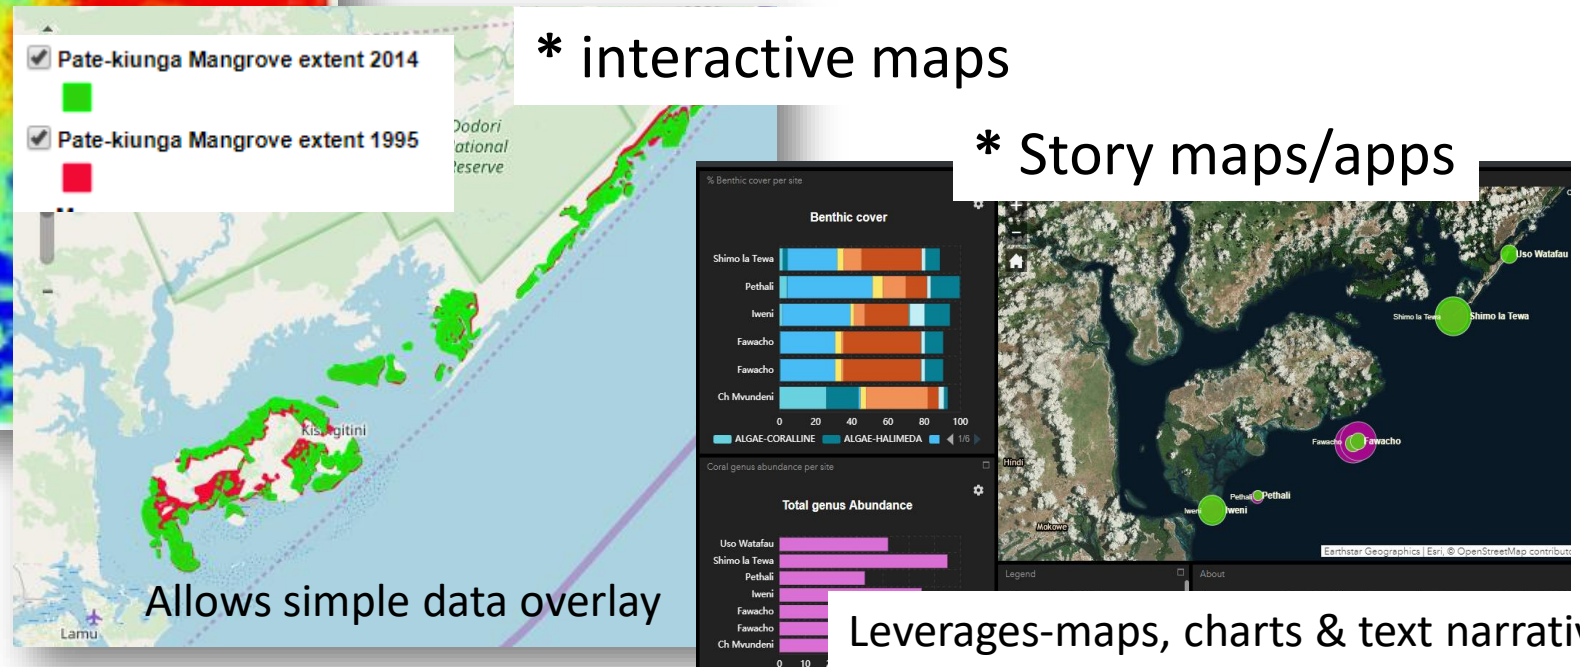 * interactive maps
* Story maps/apps
Pate-kiunga Mangrove extent 2014
Pate-kiunga Mangrove extent 1995
Dodori
ational
Reserve
gitini
Lamu
Allows simple data overlay
% Benthic cover per site
Benthic cover
Shimo la Tewa
Pethali
Iweni
Fawacho
Fawacho
Ch Mvundeni
0 20 40 60 80 100
ALGAE-CORALLINE ALGAE-HALIMEDA 1/6
Coral genus abundance per site
Total genus Abundance
Uso Watafau
Shimo la Tewa
Pethali
Iweni
Fawacho
Fawacho
Ch Mvundeni
0 10
Uso Watafau
Shimo la Tewa Shimo la Tewa
Fawacho Fawacho
Pethali Pethali
Iweni Iweni
Hindi
Mokowe
Earthstar Geographics | Esri, © OpenStreetMap contributo
Legend
About
Leverages-maps, charts & text narrativ